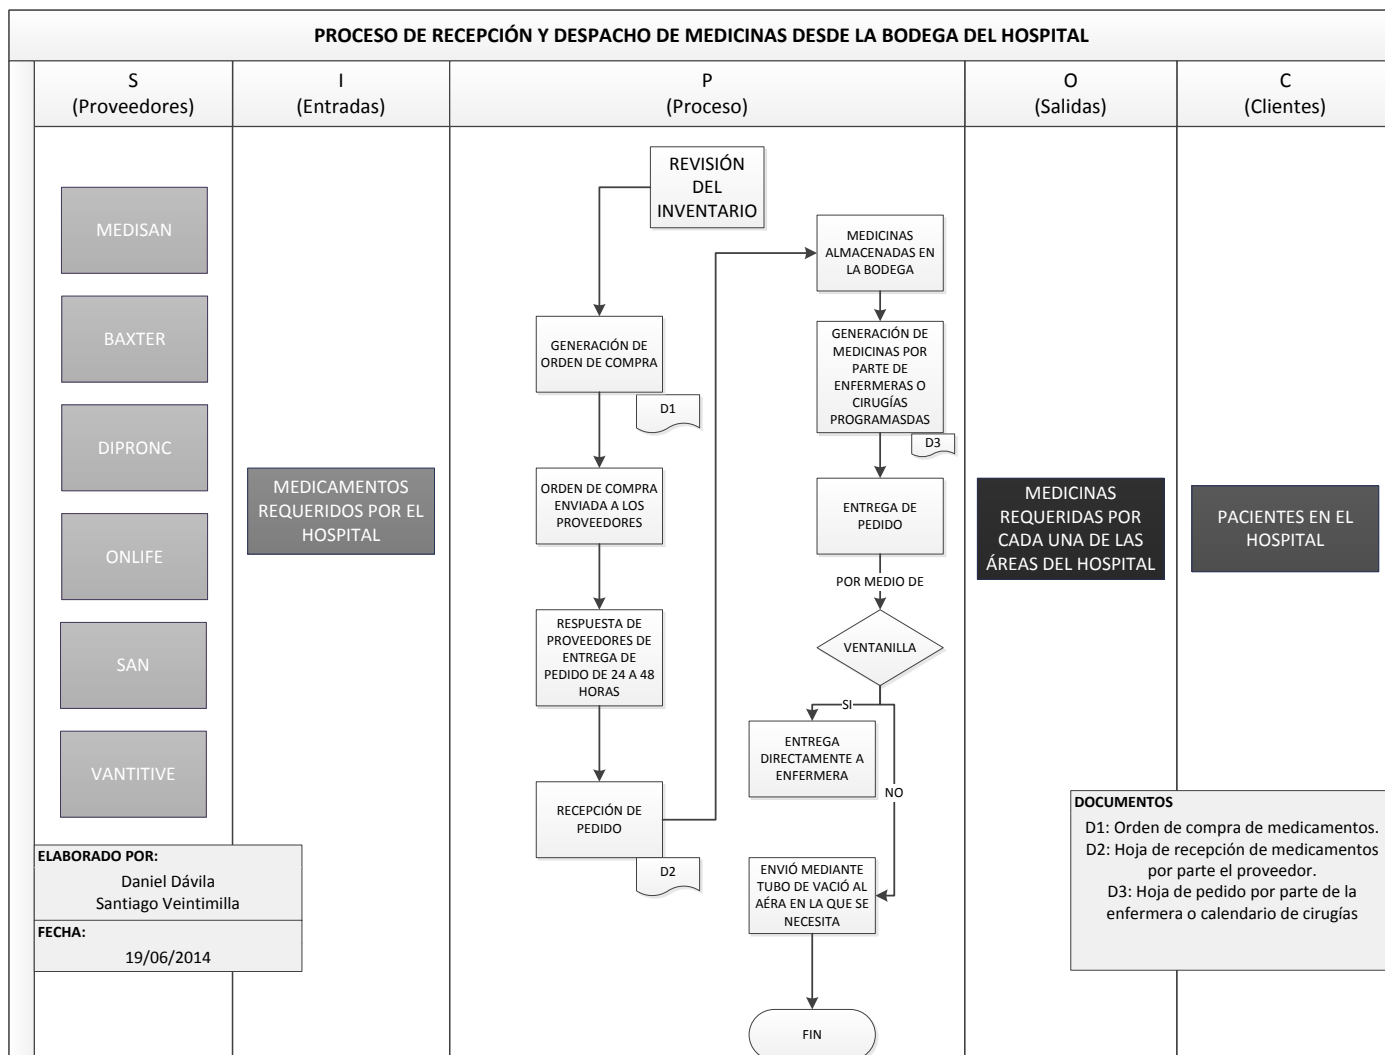 PROCESO DE RECEPCIÓN Y DESPACHO DE MEDICINAS DESDE LA BODEGA DEL HOSPITAL
S
(Proveedores)
I
(Entradas)
P
(Proceso)
O
(Salidas)
C
(Clientes)
MEDISAN
BAXTER
DIPRONC
ONLIFE
SAN
VANTITIVE
MEDICAMENTOS
REQUERIDOS POR EL
HOSPITAL
REVISIÓN
DEL
INVENTARIO
GENERACIÓN DE
ORDEN DE COMPRA
D1
ORDEN DE COMPRA
ENVIADA A LOS
PROVEEDORES
RESPUESTA DE
PROVEEDORES DE
ENTREGA DE
PEDIDO DE 24 A 48
HORAS
RECEPCIÓN DE
PEDIDO
D2
MEDICINAS
ALMACENADAS EN
LA BODEGA
GENERACIÓN DE
MEDICINAS POR
PARTE DE
ENFERMERAS O
CIRUGÍAS
PROGRAMASDAS
D3
ENTREGA DE
PEDIDO
POR MEDIO DE
VENTANILLA
SI
ENTREGA
DIRECTAMENTE A
ENFERMERA
NO
ENVIÓ MEDIANTE
TUBO DE VACIÓ AL
AÉRA EN LA QUE SE
NECESITA
FIN
MEDICINAS
REQUERIDAS POR
CADA UNA DE LAS
ÁREAS DEL HOSPITAL
PACIENTES EN EL
HOSPITAL
ELABORADO POR:
Daniel Dávila
Santiago Veintimilla
FECHA:
19/06/2014
DOCUMENTOS
D1: Orden de compra de medicamentos.
D2: Hoja de recepción de medicamentos
por parte el proveedor.
D3: Hoja de pedido por parte de la
enfermera o calendario de cirugías